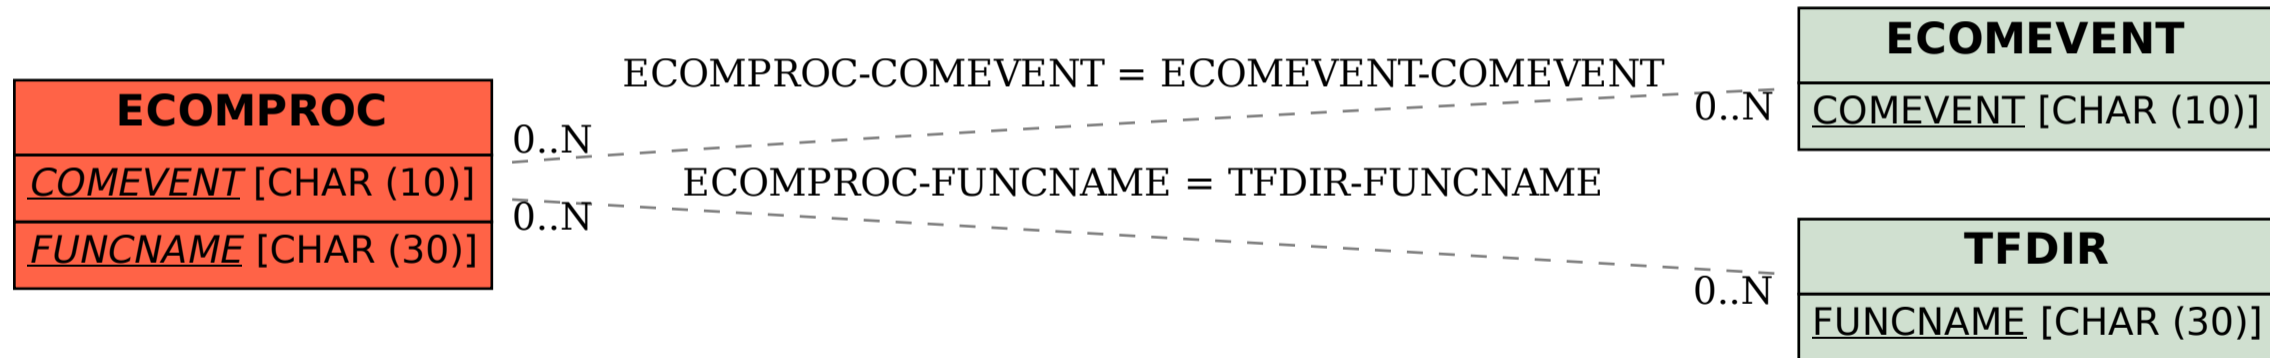 ECOMPROC
COMEVENT [CHAR (10)]
FUNCNAME [CHAR (30)]
ECOMPROC-COMEVENT = ECOMEVENT-COMEVENT
0..N
0..N
ECOMPROC-FUNCNAME = TFDIR-FUNCNAME
0..N
0..N
ECOMEVENT
COMEVENT [CHAR (10)]
TFDIR
FUNCNAME [CHAR (30)]